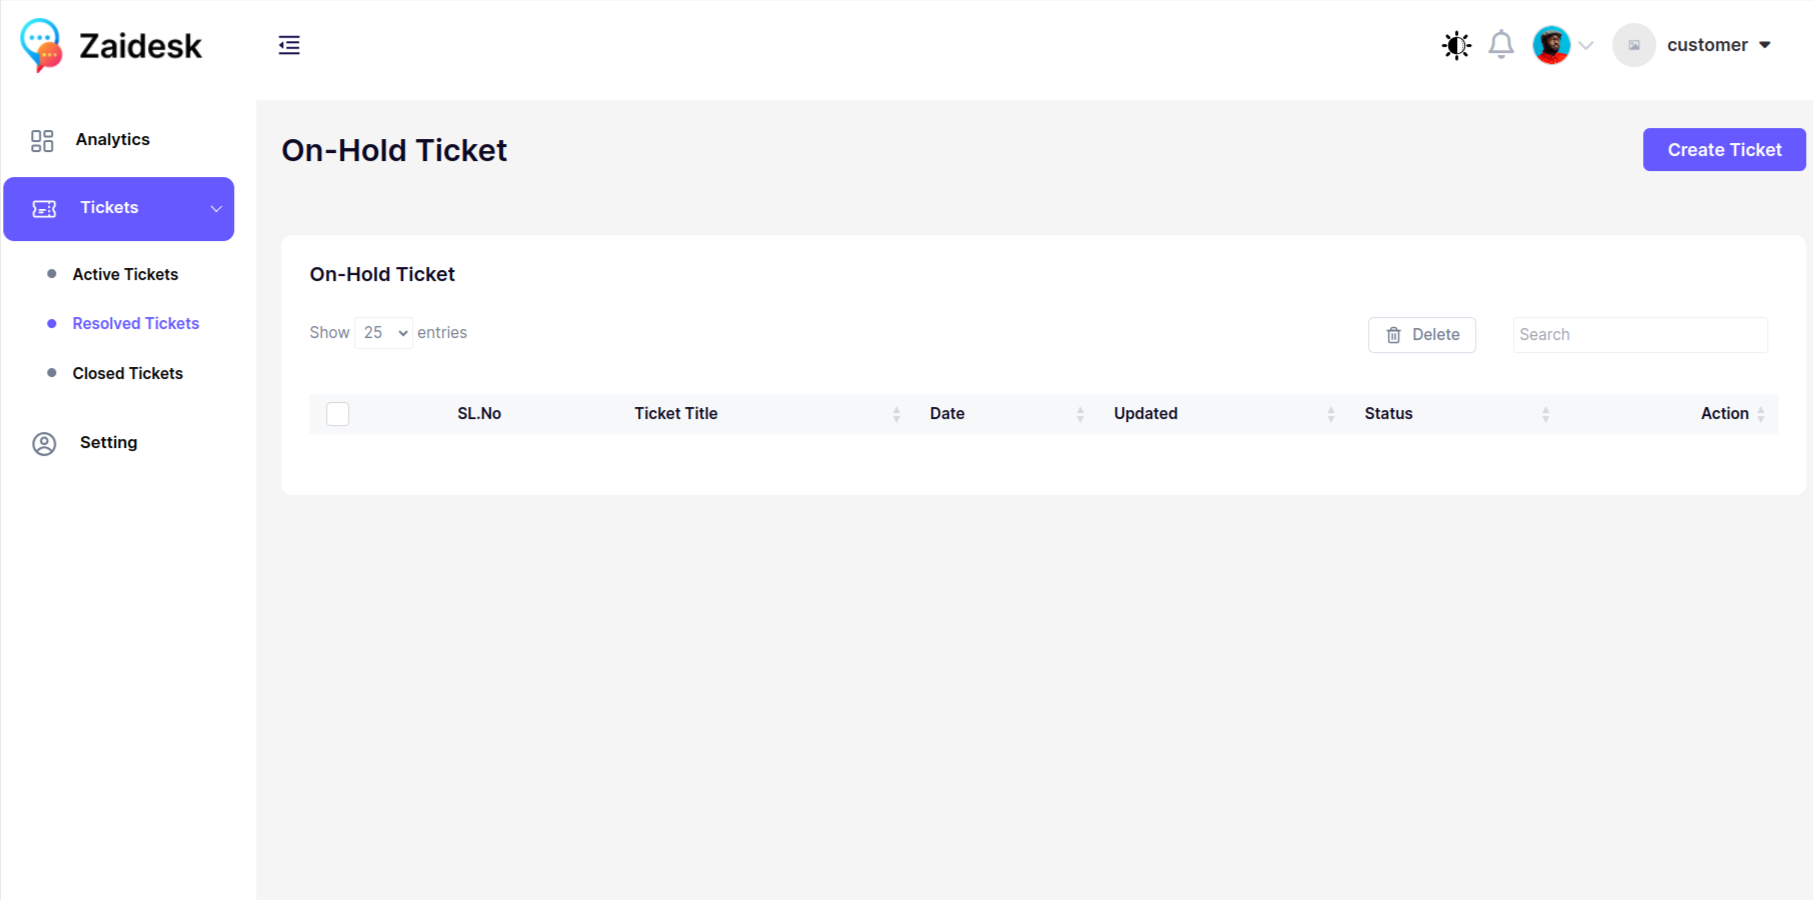 Zaidesk
customer
Analytics
Tickets
Active Tickets
Resolved Tickets
Closed Tickets
Setting
On-Hold Ticket
Create Ticket
On-Hold Ticket
Show 25 entries
Delete
Search
SL.No Ticket Title Date Updated Status Action